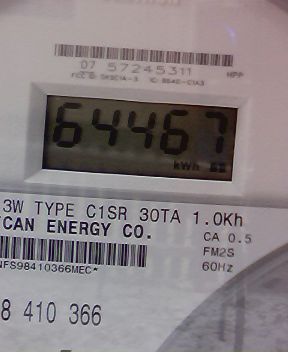 07 57245311 HPP
64467
kWh
3W TYPE C1SR 30TA 1.0Kh
CAN ENERGY CO.
CA 0.5
FM2S
NFS98410366MEC*
60Hz
8 410 366